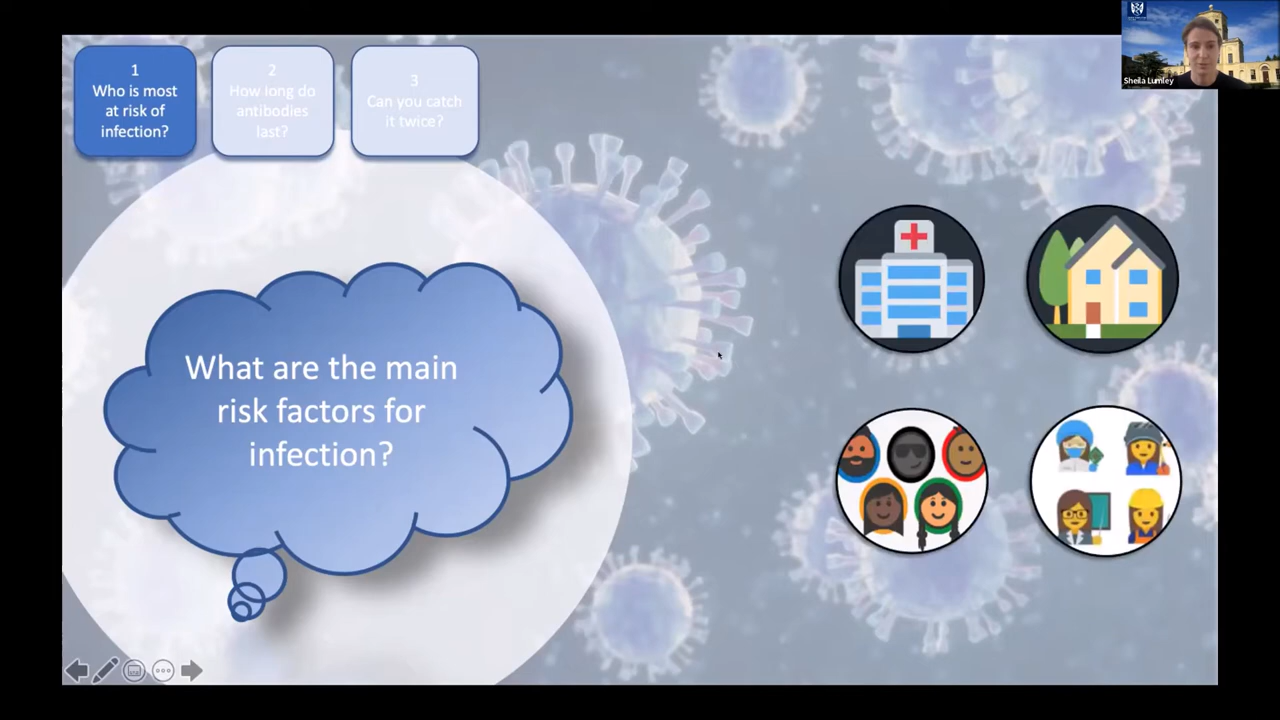 1
Who is most
at risk of
infection?
2
How long do
antibodies
last?
3
Can you catch
it twice?
Sheila Lumley
What are the main
risk factors for
infection?